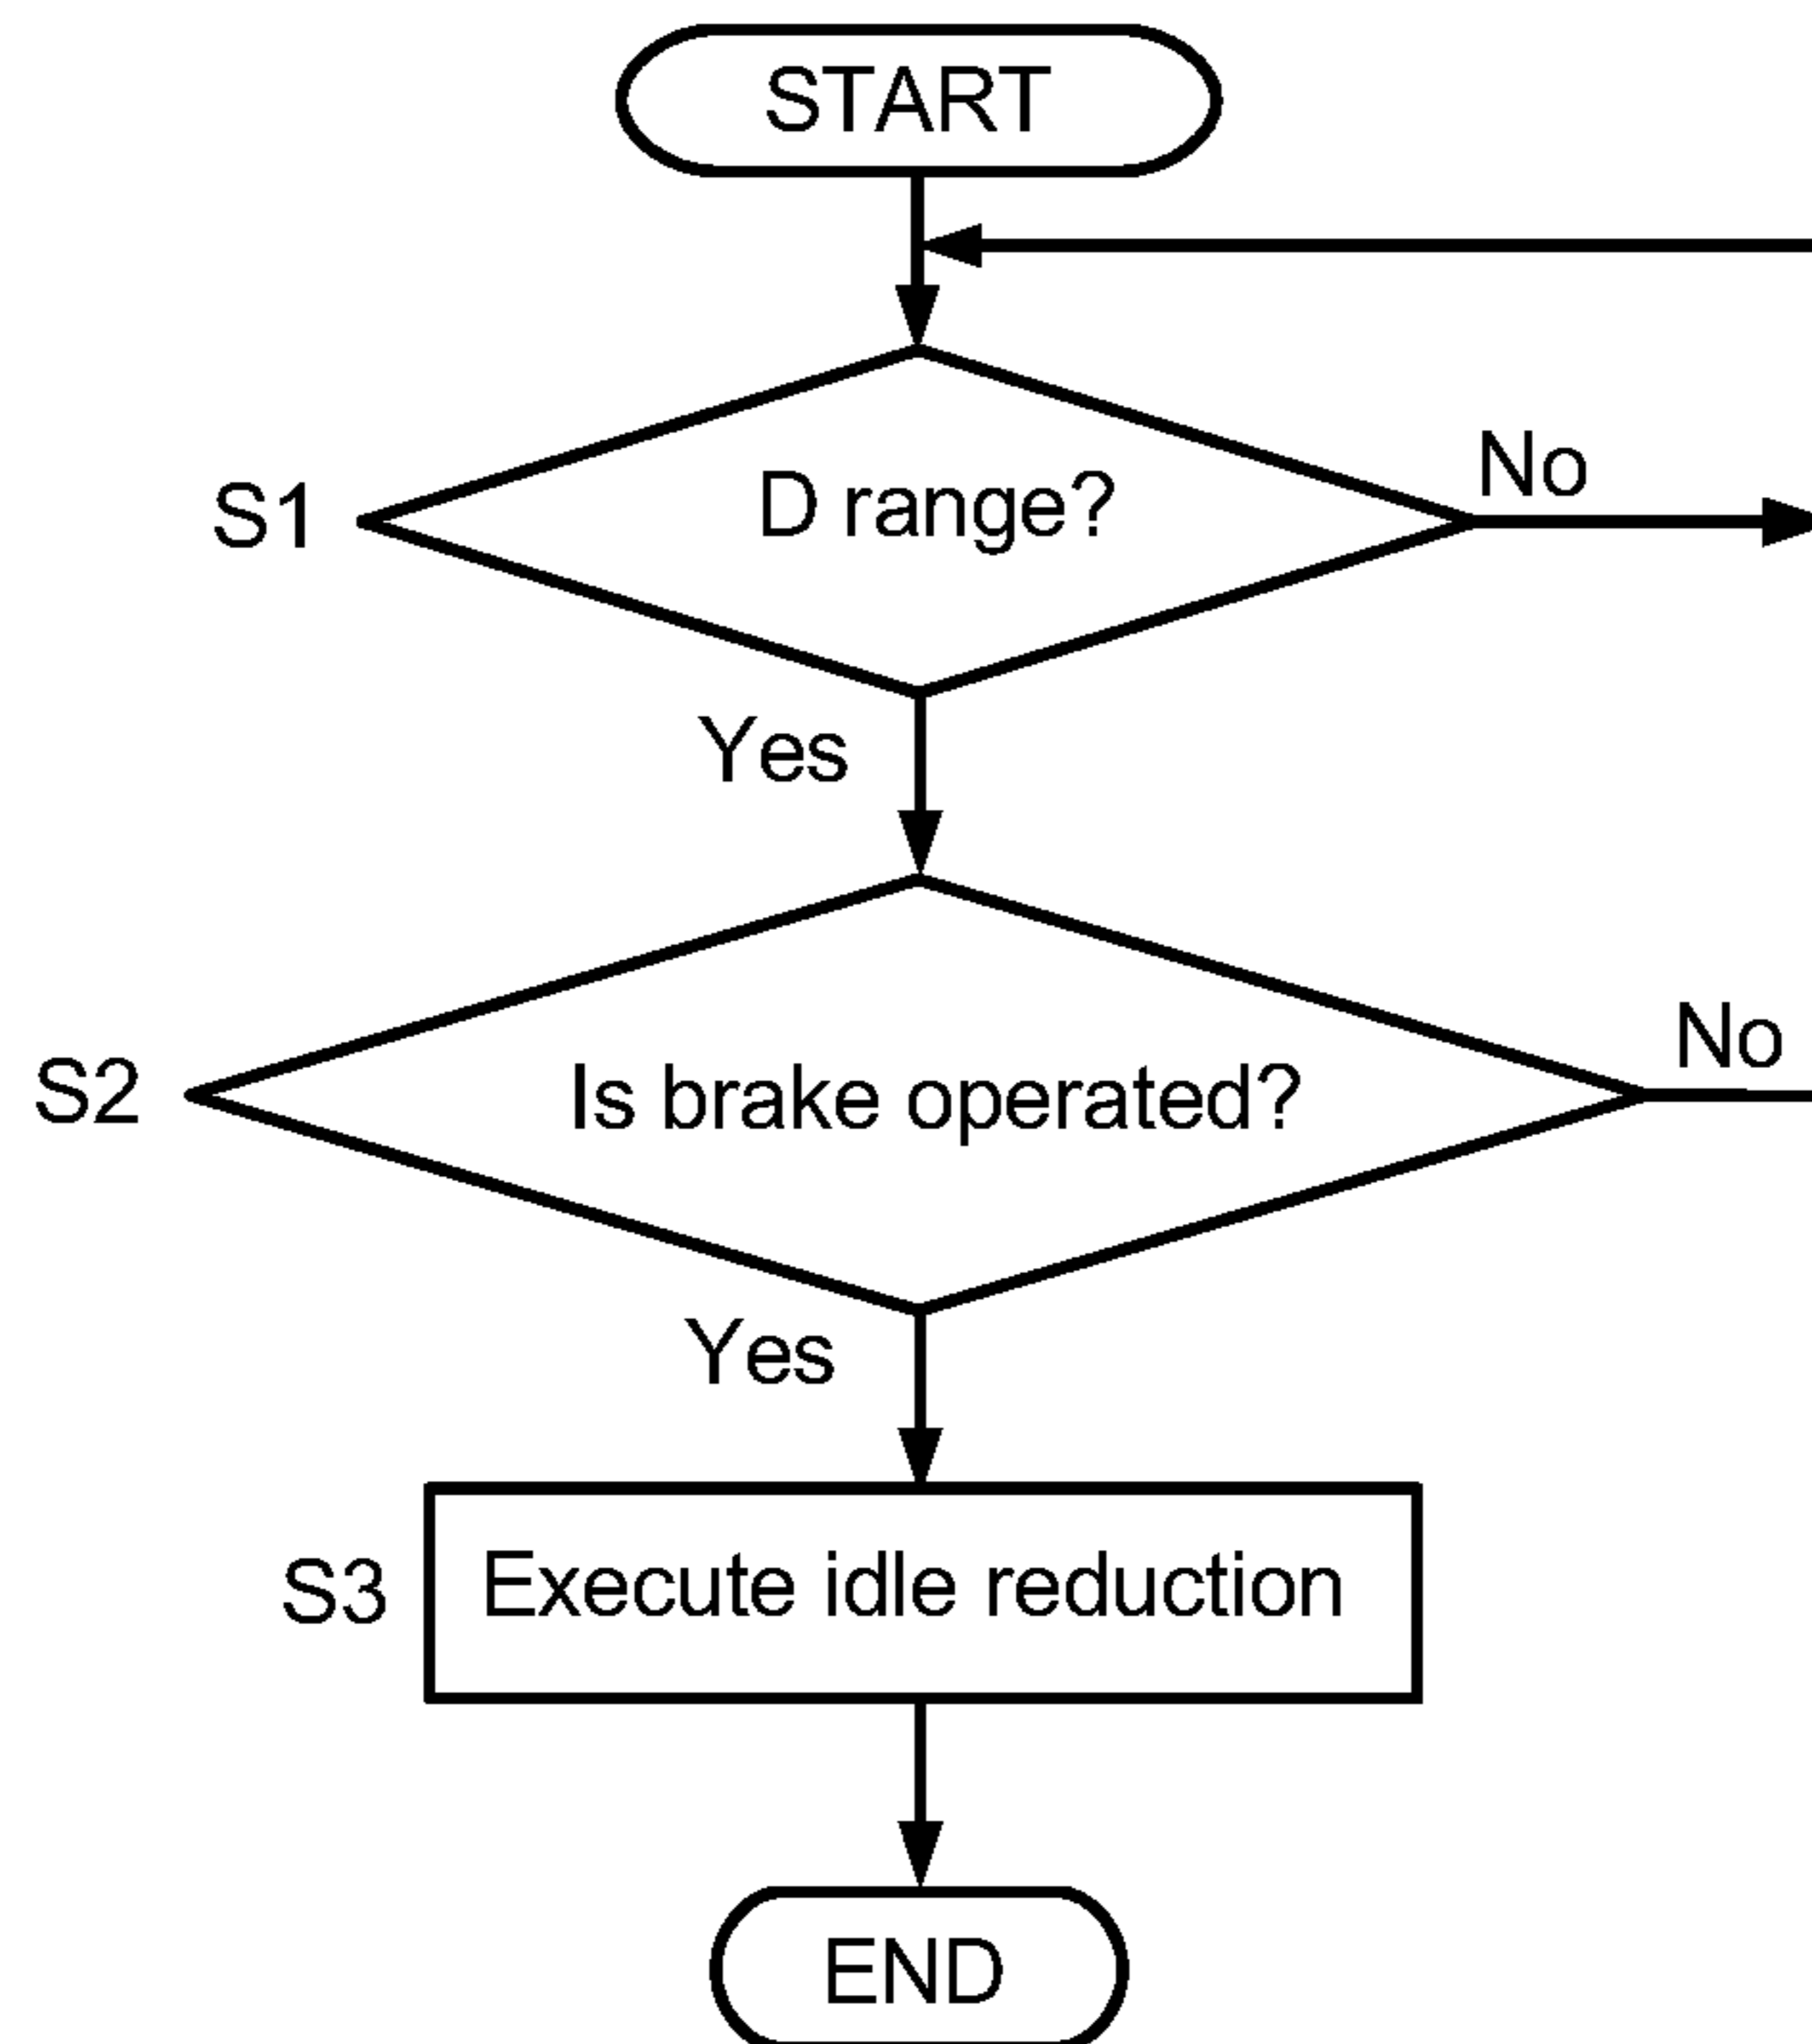 START
S1
D range?
No
Yes
S2
Is brake operated?
No
Yes
S3
Execute idle reduction
END